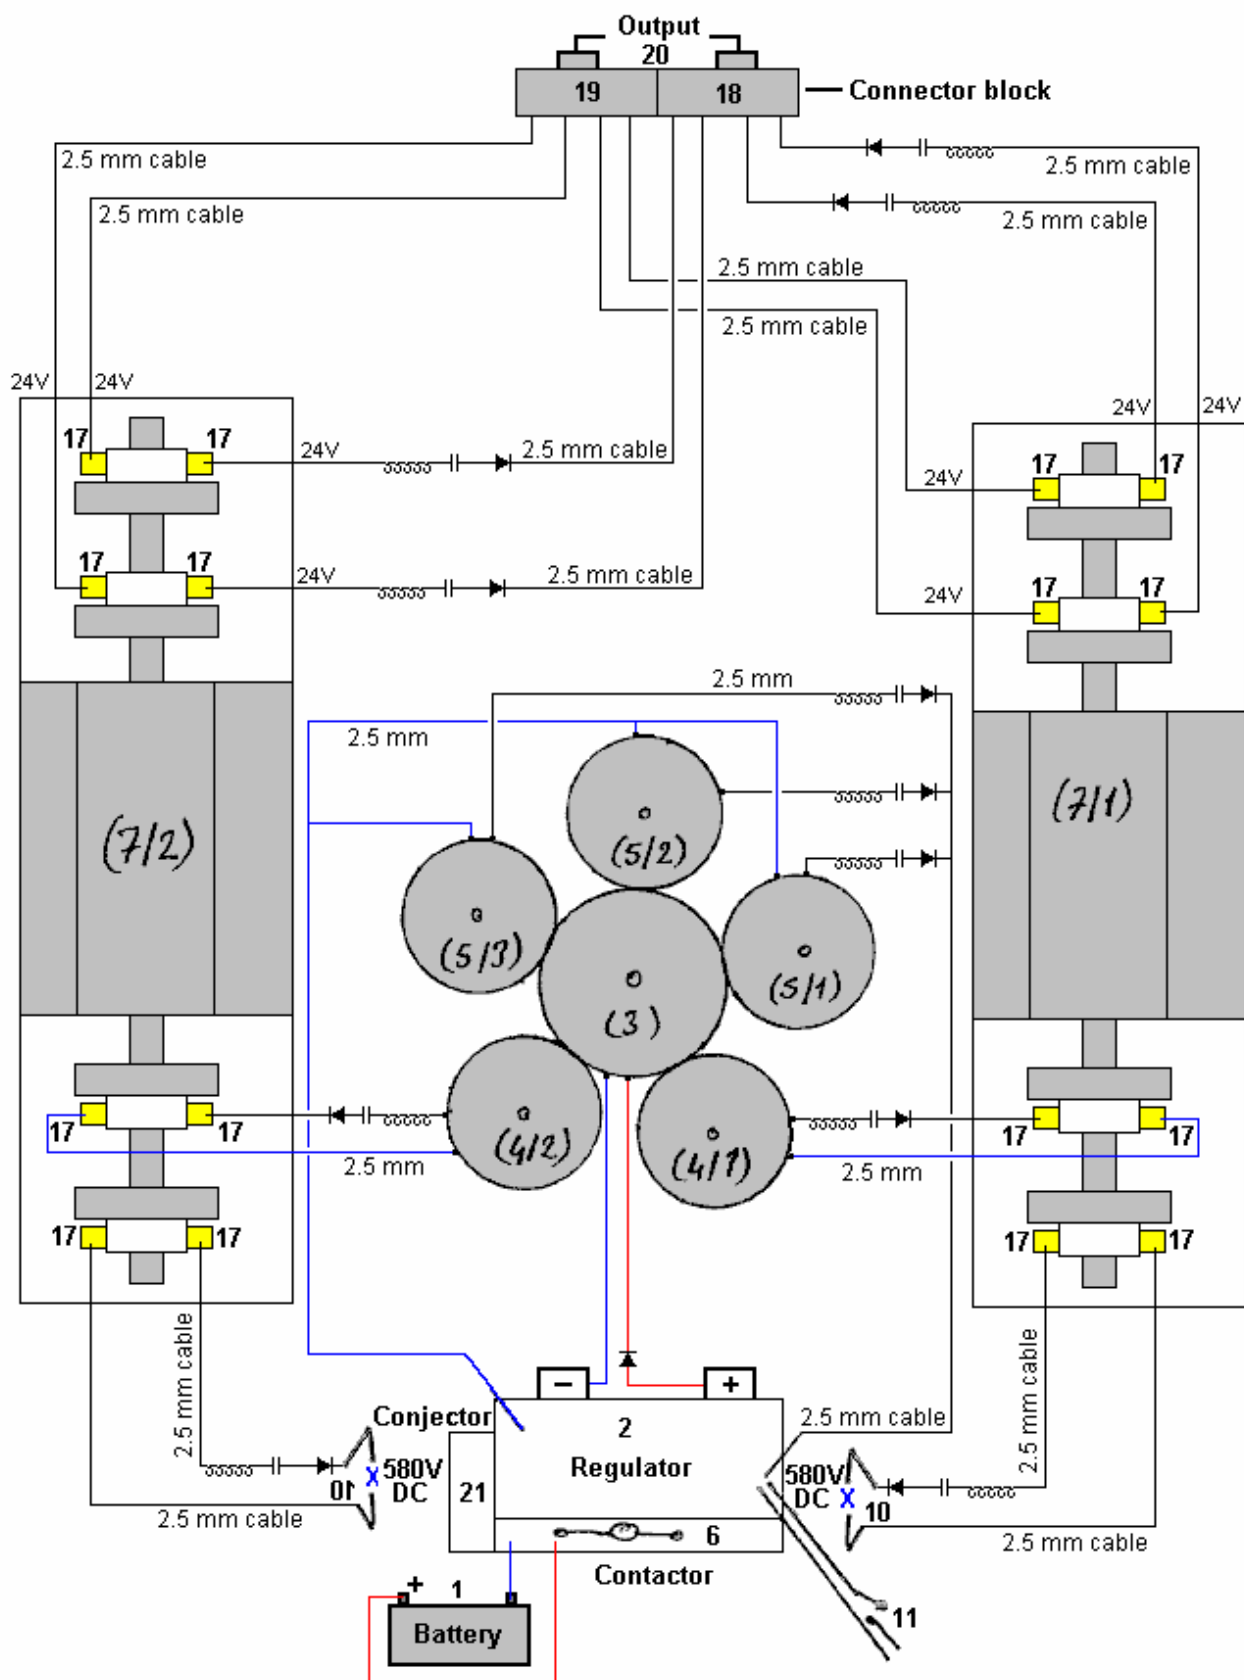 Output
20
19
18
Connector block
2.5 mm cable
2.5 mm cable
2.5 mm cable
2.5 mm cable
2.5 mm cable
2.5 mm cable
24V
24V
24V
24V
17
17
24V
2.5 mm cable
24V
17
17
17
17
24V
2.5 mm cable
24V
17
17
2.5 mm
2.5 mm
(7/2)
(7/1)
(5/2)
(5/3)
(5/1)
(3)
17
17
(4/2)
2.5 mm
(4/1)
2.5 mm
17
17
17
17
17
17
2.5 mm cable
2.5 mm cable
−
+
Conjector
2
Regulator
2.5 mm cable
10
580V
DC
21
580V
DC
10
2.5 mm cable
2.5 mm cable
6
Contactor
+
1
Battery
11